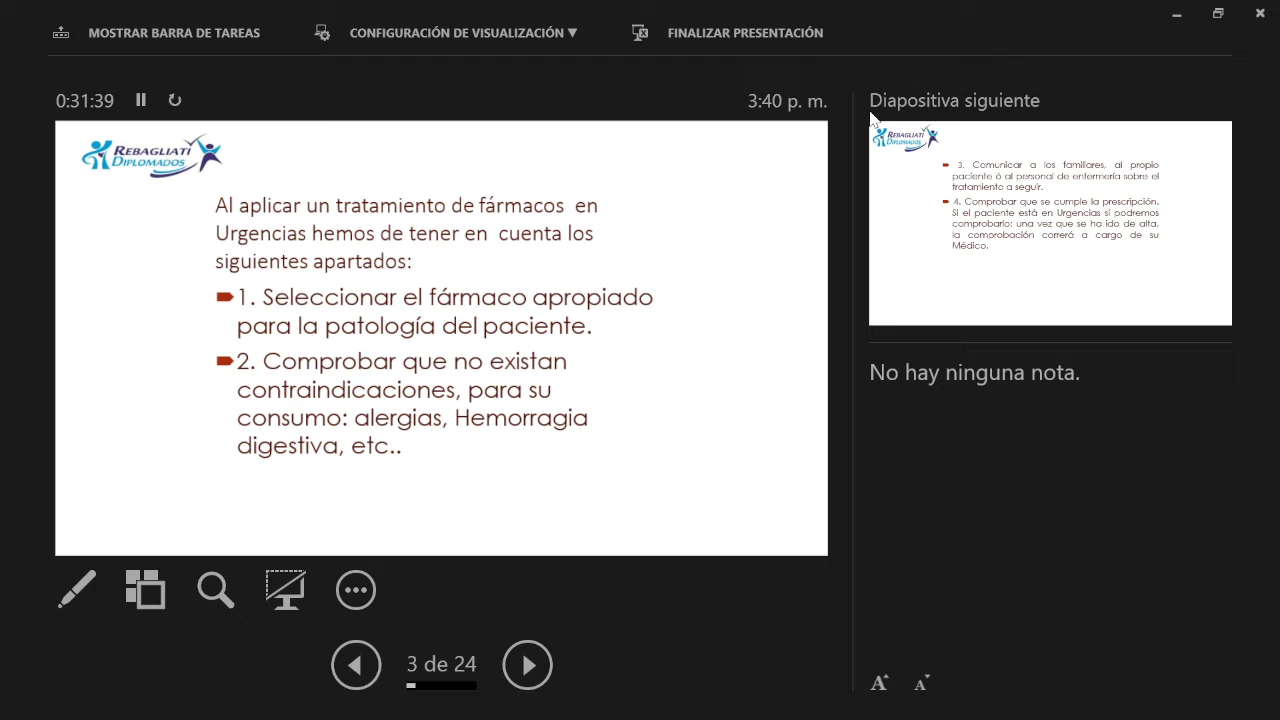 MOSTRAR BARRA DE TAREAS
CONFIGURACIÓN DE VISUALIZACIÓN ▼
FINALIZAR PRESENTACIÓN
0:31:39
3:40 p. m.
REBAGLIATI
DIPLOMADOS
Al aplicar un tratamiento de fármacos en
Urgencias hemos de tener en cuenta los
siguientes apartados:
1. Seleccionar el fármaco apropiado
para la patología del paciente.
2. Comprobar que no existan
contraindicaciones, para su
consumo: alergias, Hemorragia
digestiva, etc..
3 de 24
Diapositiva siguiente
REBAGLIATI
DIPLOMADOS
3. Comunicar a los familiares, al propio
paciente ó al personal de enfermería sobre el
tratamiento a seguir.
4. Comprobar que se cumple la prescripción.
Si el paciente está en Urgencias sí podremos
comprobarlo; una vez que se ha ido de alta,
la comprobación correrá a cargo de su
Médico.
No hay ninguna nota.
A A